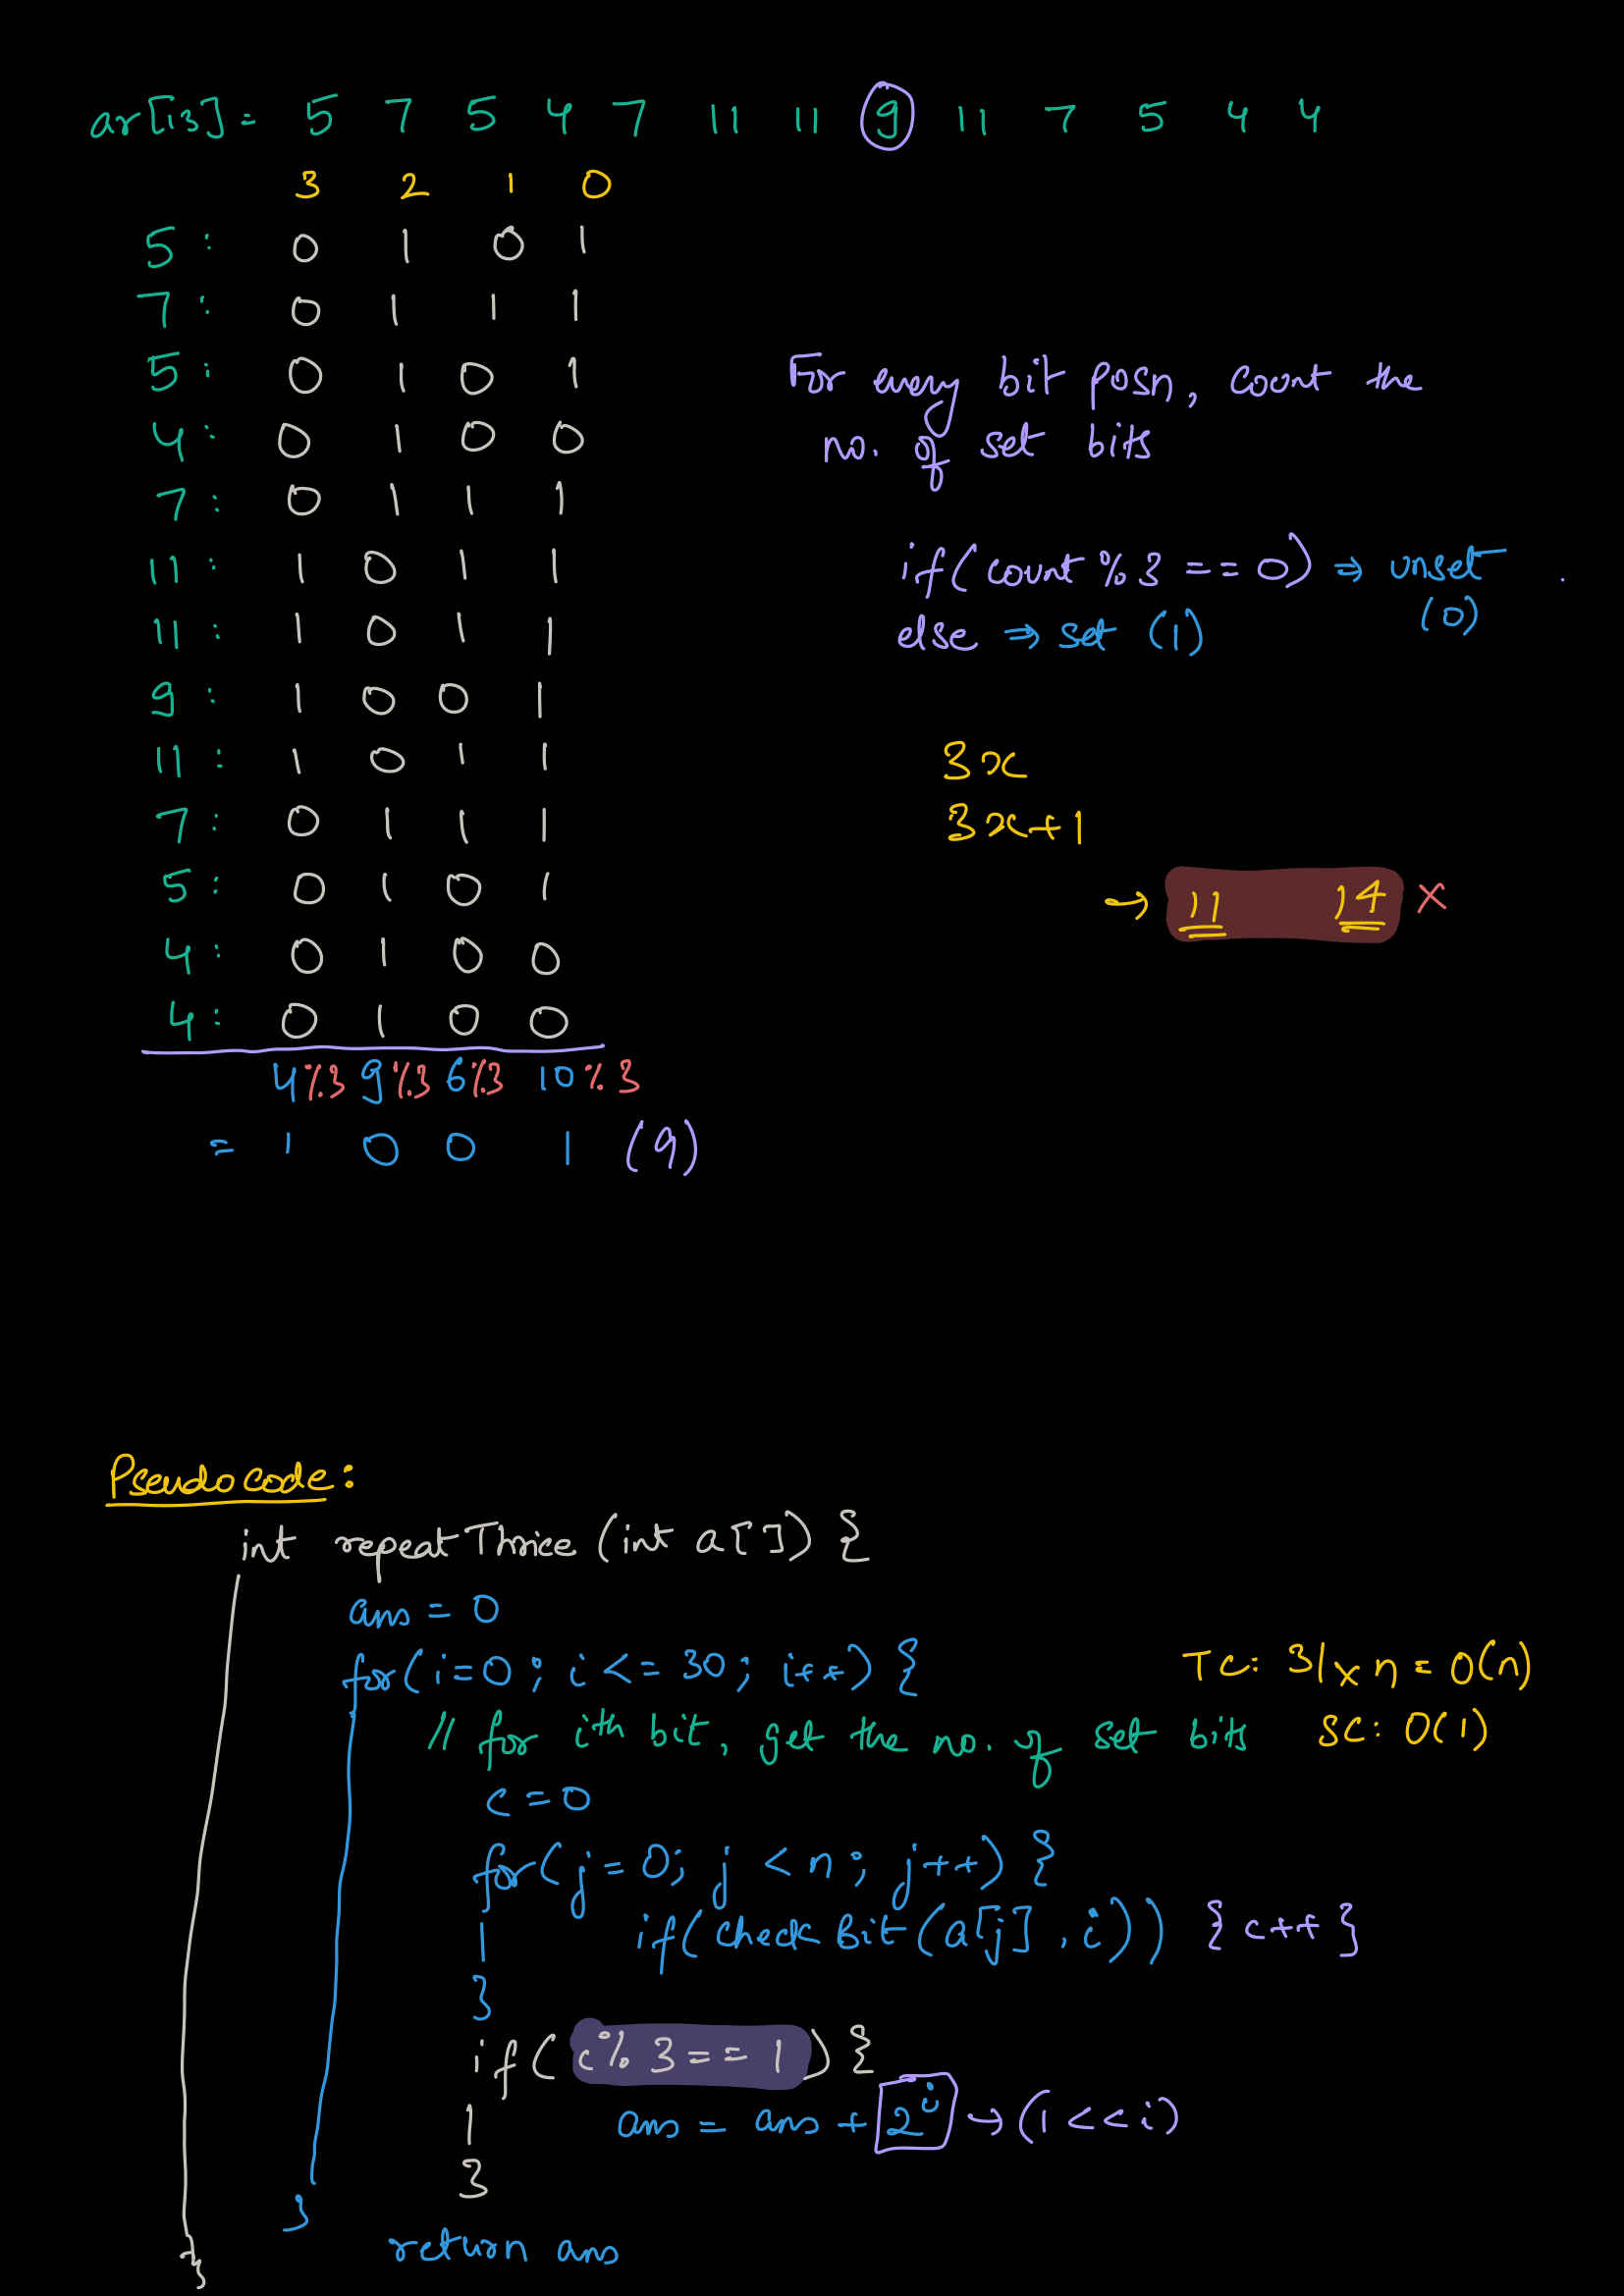 ar[13] = 5 7 5 4 7 11 11 9 11 7 5 4 4
3 2 1 0
5 : 0 1 0 1
7 : 0 1 1 1
5 : 0 1 0 1
4 : 0 1 0 0
7 : 0 1 1 1
11 : 1 0 1 1
11 : 1 0 1 1
9 : 1 0 0 1
11 : 1 0 1 1
7 : 0 1 1 1
5 : 0 1 0 1
4 : 0 1 0 0
4 : 0 1 0 0
4%3 9%3 6%3 10%3
= 1 0 0 1 (9)
For every bit posn, count the
no. of set bits
if(count % 3 == 0) ⇒ unset
(0)
else ⇒ set (1)
3x
3x+1
→ 11 14 x
Pseudocode:
int repeatThrice (int a[]) {
ans = 0
for(i=0; i<=30; i++) {
TC: 31 x n = O(n)
// for ith bit, get the no. of set bits
SC: O(1)
c = 0
for(j=0; j<n; j++) {
if(checkBit(a[j], i)) {c++}
}
if(c%3==1) {
ans = ans + 2^i → (1<<i)
}
}
return ans
}